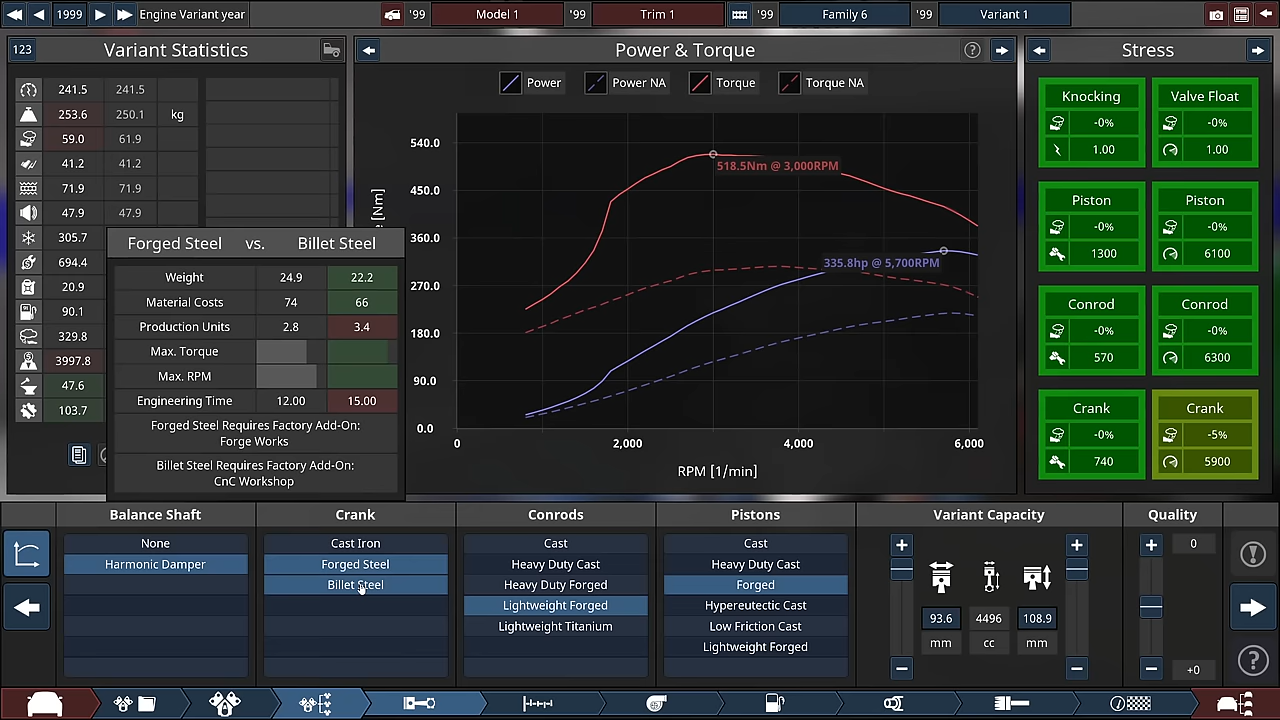 1999 Engine Variant year '99 Model 1 '99 Trim 1 '99 Family 6 '99 Variant 1
123 Variant Statistics
241.5 241.5
253.6 250.1 kg
59.0 61.9
41.2 41.2
71.9 71.9
47.9 47.9
305.7
694.4
20.9
90.1
329.8
3997.8
47.6
103.7
Forged Steel vs. Billet Steel
Weight 24.9 22.2
Material Costs 74 66
Production Units 2.8 3.4
Max. Torque
Max. RPM
Engineering Time 12.00 15.00
Forged Steel Requires Factory Add-On:
Forge Works
Billet Steel Requires Factory Add-On:
CnC Workshop
Power & Torque ?
Power Power NA Torque Torque NA
540.0
450.0
360.0
270.0
180.0
90.0
0.0
[Nm]
518.5Nm @ 3,000RPM
335.8hp @ 5,700RPM
0 2,000 4,000 6,000
RPM [1/min]
Stress
Knocking Valve Float
-0% -0%
1.00 1.00
Piston Piston
-0% -0%
1300 6100
Conrod Conrod
-0% -0%
570 6300
Crank Crank
-0% -5%
740 5900
Balance Shaft
None
Harmonic Damper
Crank
Cast Iron
Forged Steel
Billet Steel
Conrods
Cast
Heavy Duty Cast
Heavy Duty Forged
Lightweight Forged
Lightweight Titanium
Pistons
Cast
Heavy Duty Cast
Forged
Hypereutectic Cast
Low Friction Cast
Lightweight Forged
Variant Capacity
+ +
93.6 4496 108.9
mm cc mm
− −
Quality
+ 0
− +0
!
?